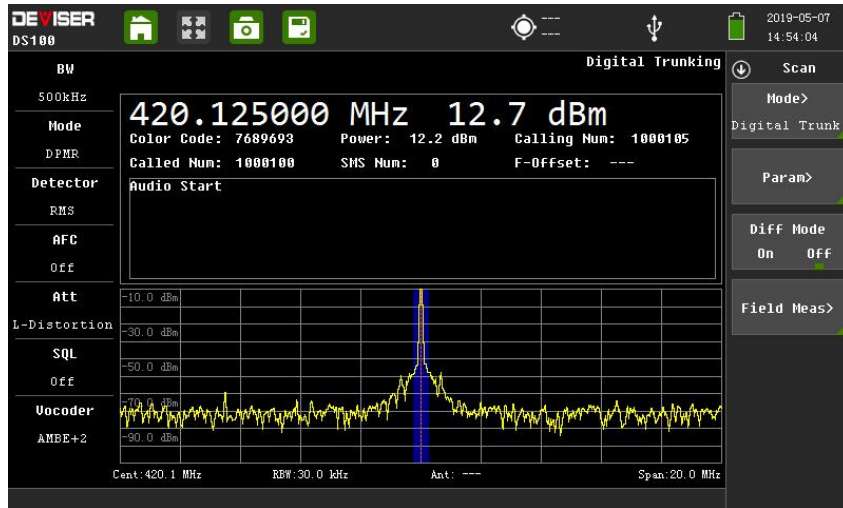 DEVISER
DS100
---
---
2019-05-07
14:54:04
BW
500kHz
Mode
DPMR
Detector
RMS
AFC
Off
Att
L-Distortion
SQL
Off
Vocoder
AMBE+2
Digital Trunking
420.125000 MHz 12.7 dBm
Color Code: 7689693 Power: 12.2 dBm Calling Num: 1000105
Called Num: 1000100 SMS Num: 0 F-Offset: ---
Audio Start
-10.0 dBm
-30.0 dBm
-50.0 dBm
-70.0 dBm
-90.0 dBm
Cent:420.1 MHz RBW:30.0 kHz Ant: --- Span:20.0 MHz
Scan
Mode>
Digital Trunk
Param>
Diff Mode
On Off
Field Meas>